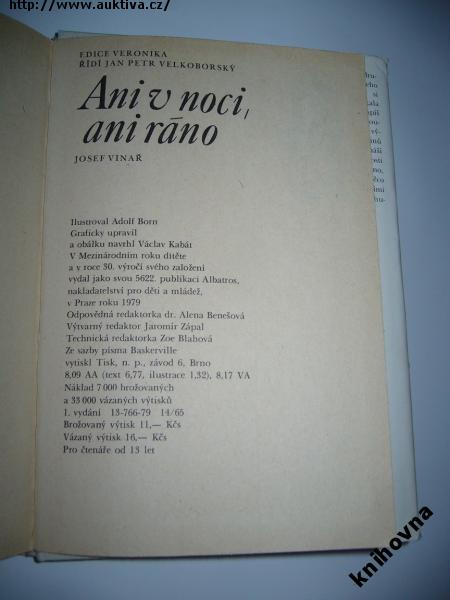 http://www.auktiva.cz/
EDICE VERONIKA
ŘÍDÍ JAN PETR VELKOBORSKÝ
Ani v noci,
ani ráno
JOSEF VINAŘ
Ilustroval Adolf Born
Graficky upravil
a obálku navrhl Václav Kabát
V Mezinárodním roku dítěte
a v roce 30. výročí svého založení
vydal jako svou 5622. publikaci Albatros,
nakladatelství pro děti a mládež,
v Praze roku 1979
Odpovědná redaktorka dr. Alena Benešová
Výtvarný redaktor Jaromír Zápal
Technická redaktorka Zoe Blahová
Ze sazby písma Baskerville
vytiskl Tisk, n. p., závod 6, Brno
8,09 AA (text 6,77, ilustrace 1,32), 8,17 VA
Náklad 7 000 brožovaných
a 33 000 vázaných výtisků
1. vydání 13-766-79 14/65
Brožovaný výtisk 11,— Kčs
Vázaný výtisk 16,— Kčs
Pro čtenáře od 13 let
knihovna